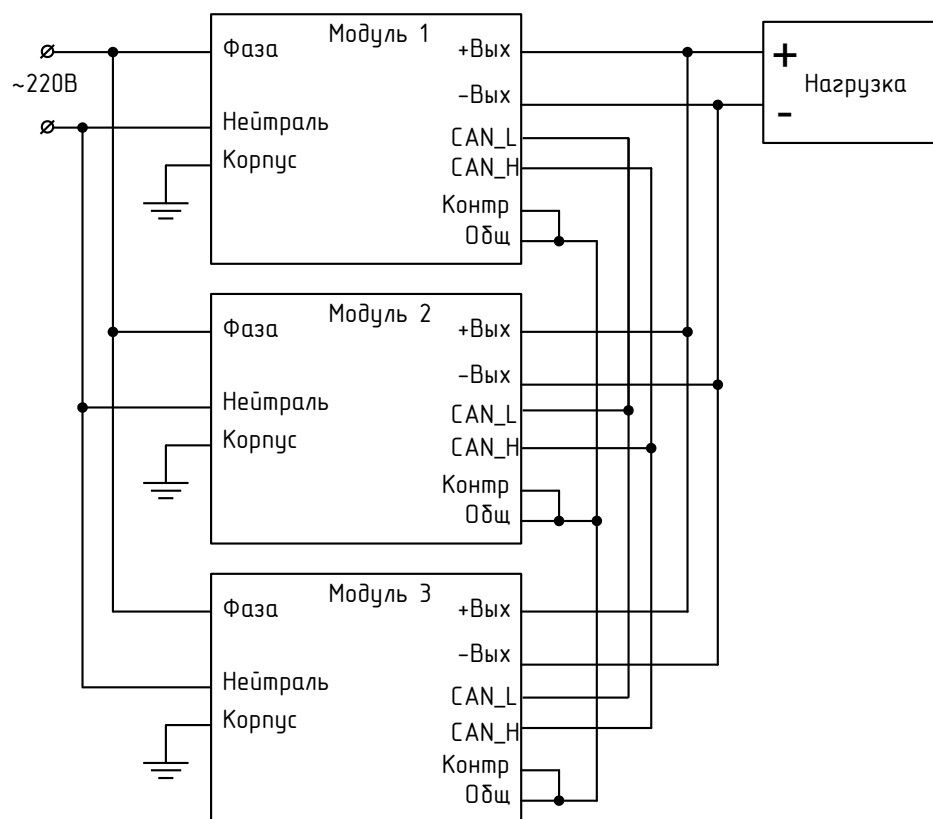 ~220В
Модуль 1
Фаза
Нейтраль
Корпус
+Вых
-Вых
CAN_L
CAN_H
Контр
Общ
+
Нагрузка
-
Модуль 2
Фаза
Нейтраль
Корпус
+Вых
-Вых
CAN_L
CAN_H
Контр
Общ
Модуль 3
Фаза
Нейтраль
Корпус
+Вых
-Вых
CAN_L
CAN_H
Контр
Общ